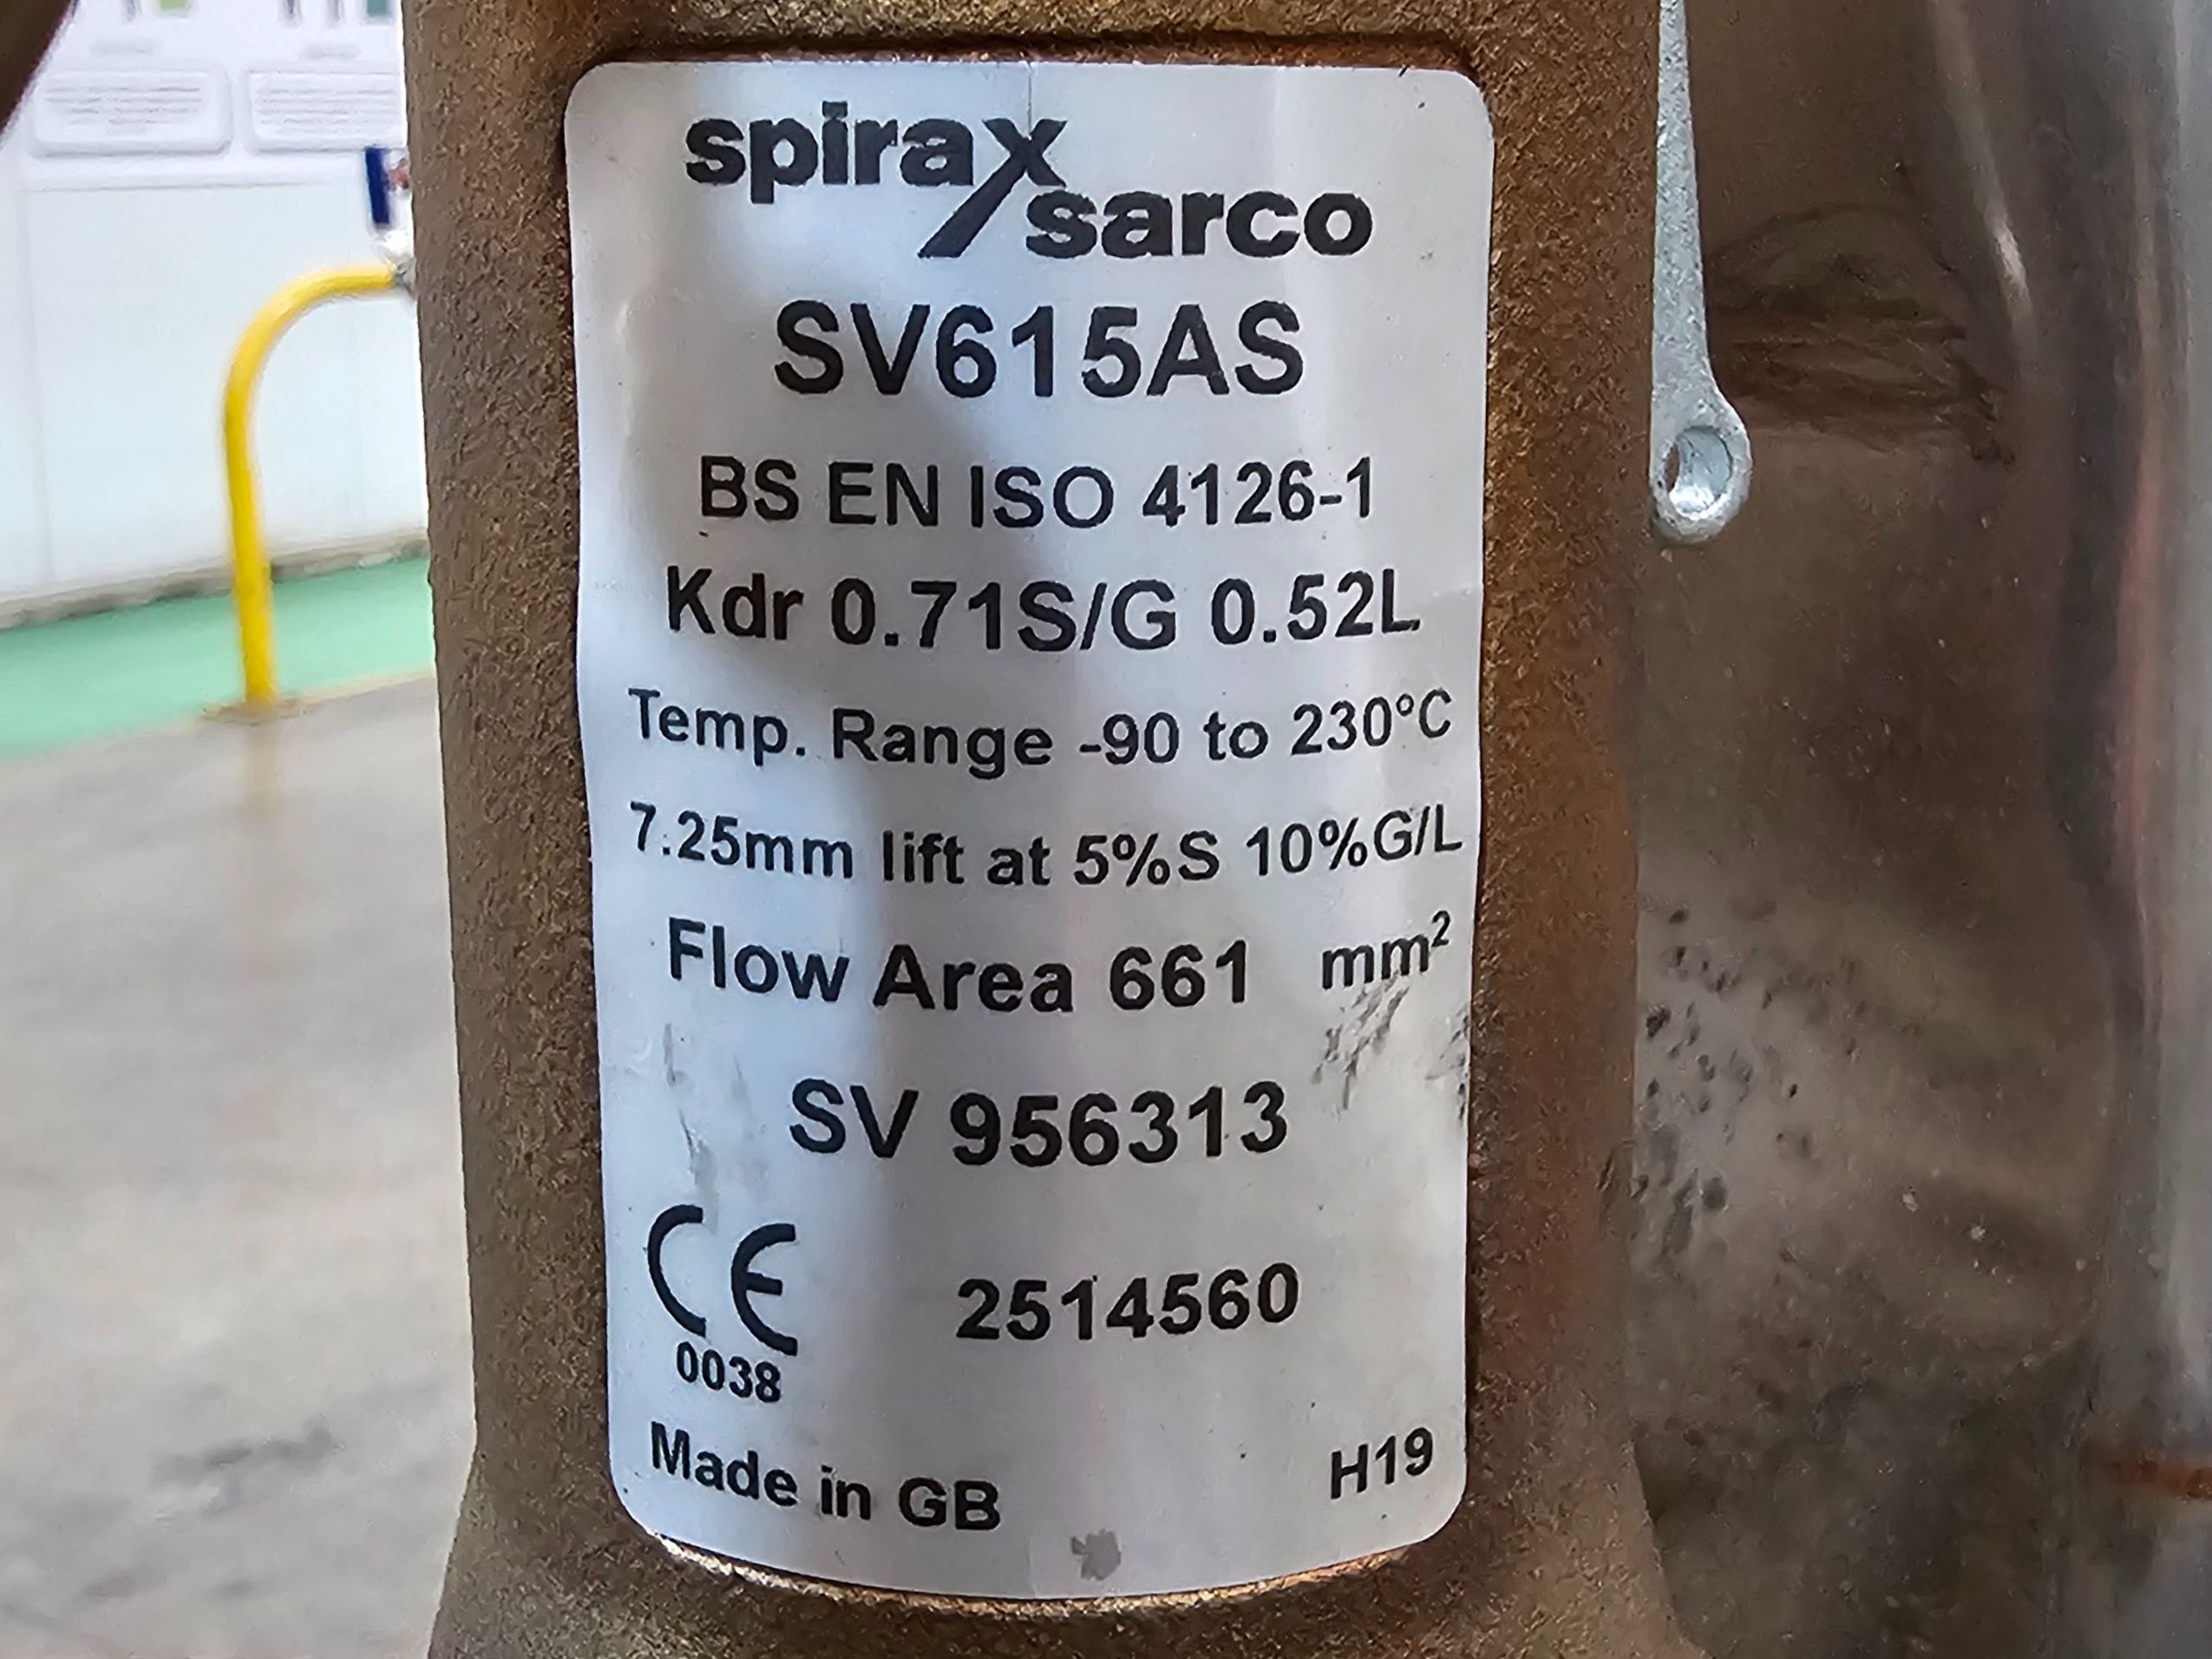 spirax
sarco
SV615AS
BS EN ISO 4126-1
Kdr 0.71S/G 0.52L
Temp. Range -90 to 230°C
7.25mm lift at 5%S 10%G/L
Flow Area 661 mm²
SV 956313
CE 2514560
0038
Made in GB H19